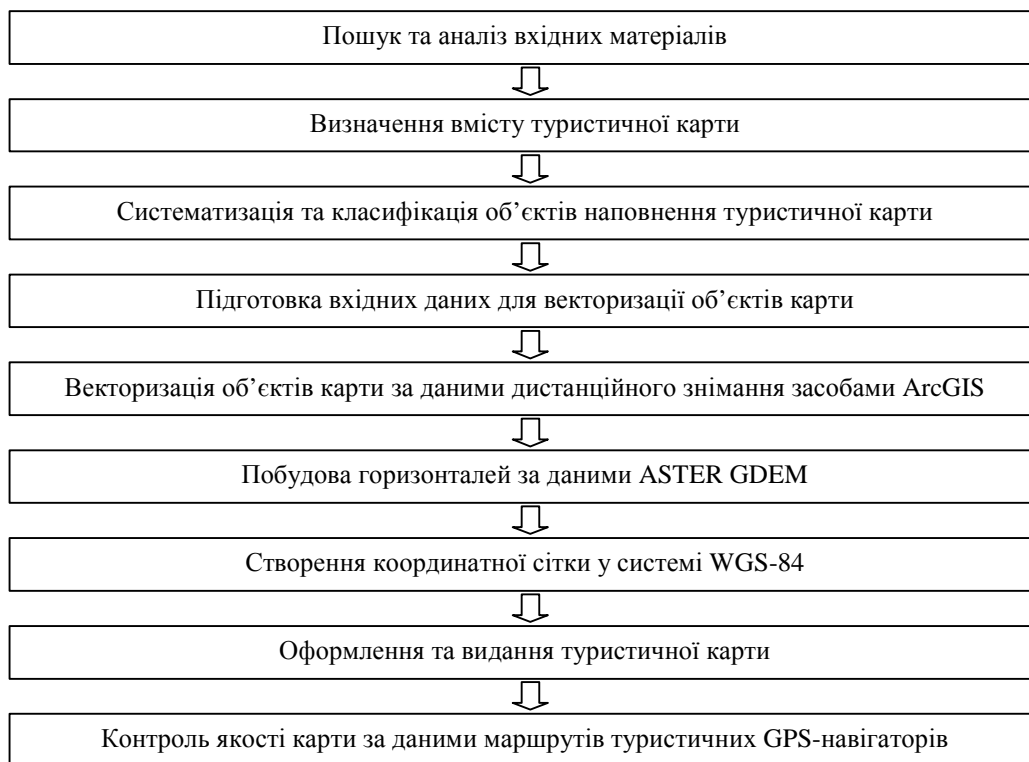 Пошук та аналіз вхідних матеріалів
Визначення вмісту туристичної карти
Систематизація та класифікація об’єктів наповнення туристичної карти
Підготовка вхідних даних для векторизації об’єктів карти
Векторизація об’єктів карти за даними дистанційного знімання засобами ArcGIS
Побудова горизонталей за даними ASTER GDEM
Створення координатної сітки у системі WGS-84
Оформлення та видання туристичної карти
Контроль якості карти за даними маршрутів туристичних GPS-навігаторів